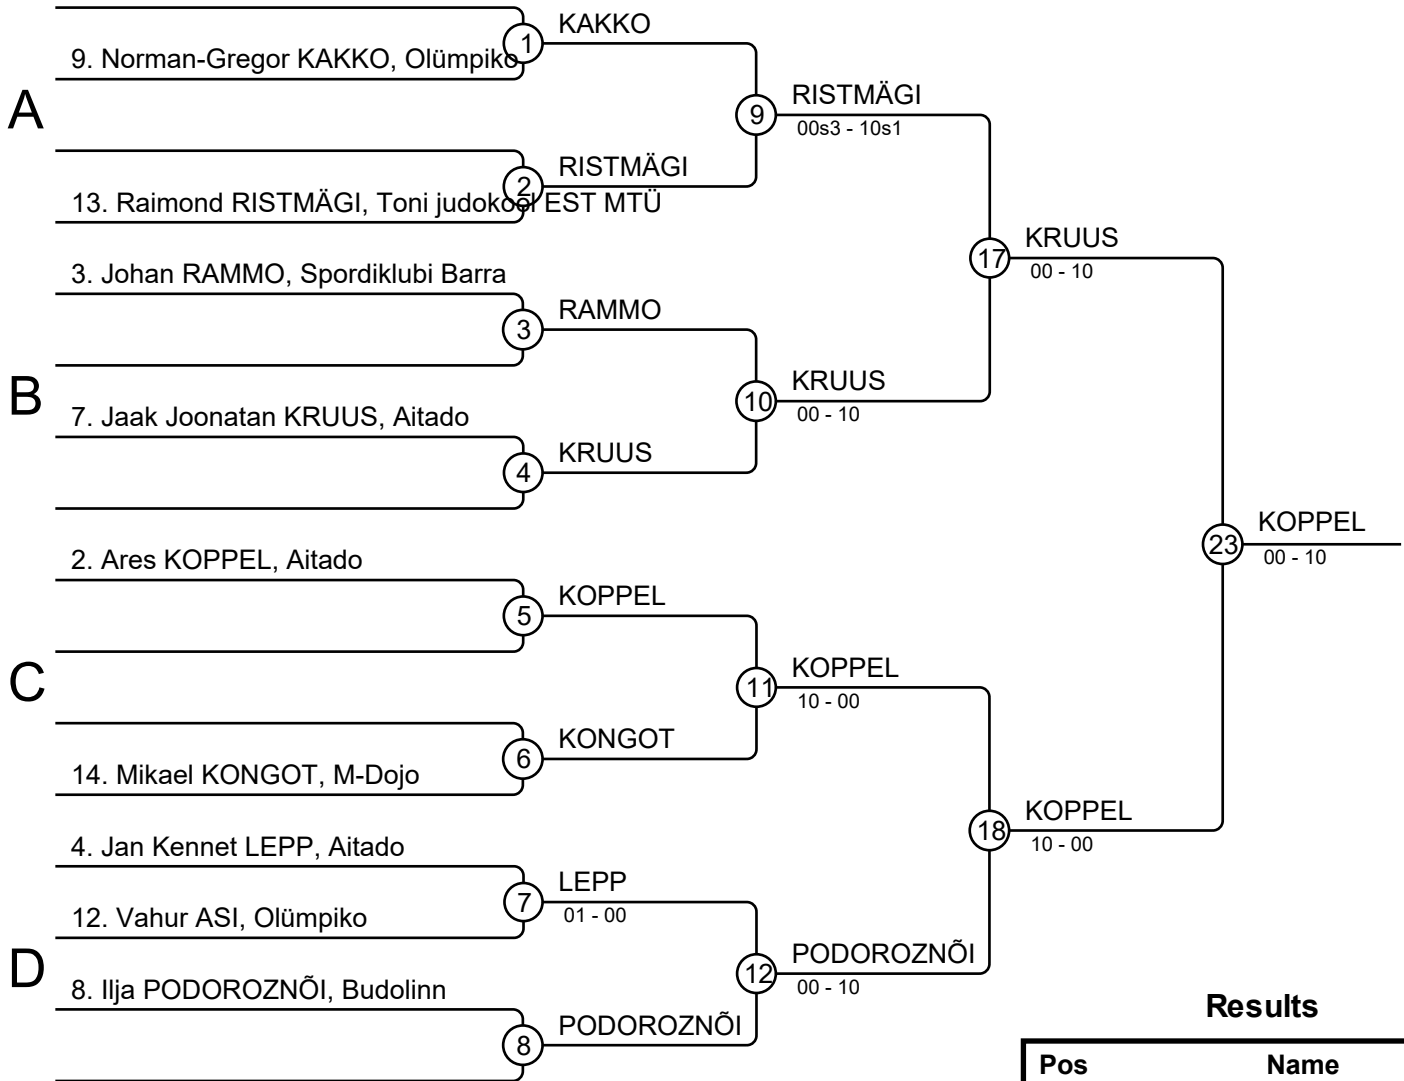 KAKKO
1
9. Norman-Gregor KAKKO, Olümpiko
A
RISTMÄGI
9
00s3 - 10s1
RISTMÄGI
2
13. Raimond RISTMÄGI, Toni judokool EST MTÜ
KRUUS
17
00 - 10
3. Johan RAMMO, Spordiklubi Barra
RAMMO
3
B
KRUUS
10
00 - 10
7. Jaak Joonatan KRUUS, Aitado
KRUUS
4
KOPPEL
23
00 - 10
2. Ares KOPPEL, Aitado
KOPPEL
5
C
KOPPEL
11
10 - 00
KONGOT
6
14. Mikael KONGOT, M-Dojo
KOPPEL
18
10 - 00
4. Jan Kennet LEPP, Aitado
LEPP
7
01 - 00
12. Vahur ASI, Olümpiko
D
PODOROZNÕI
12
00 - 10
8. Ilja PODOROZNÕI, Budolinn
PODOROZNÕI
8
Results
Pos Name